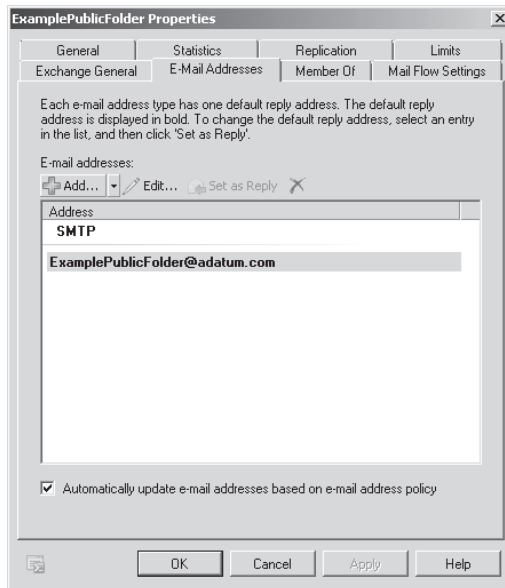 ExamplePublicFolder Properties
General Statistics Replication Limits
Exchange General E-Mail Addresses Member Of Mail Flow Settings
Each e-mail address type has one default reply address. The default reply
address is displayed in bold. To change the default reply address, select an entry
in the list, and then click 'Set as Reply'.
E-mail addresses:
Add... Edit... Set as Reply
Address
SMTP
ExamplePublicFolder@adatum.com
Automatically update e-mail addresses based on e-mail address policy
OK Cancel Apply Help